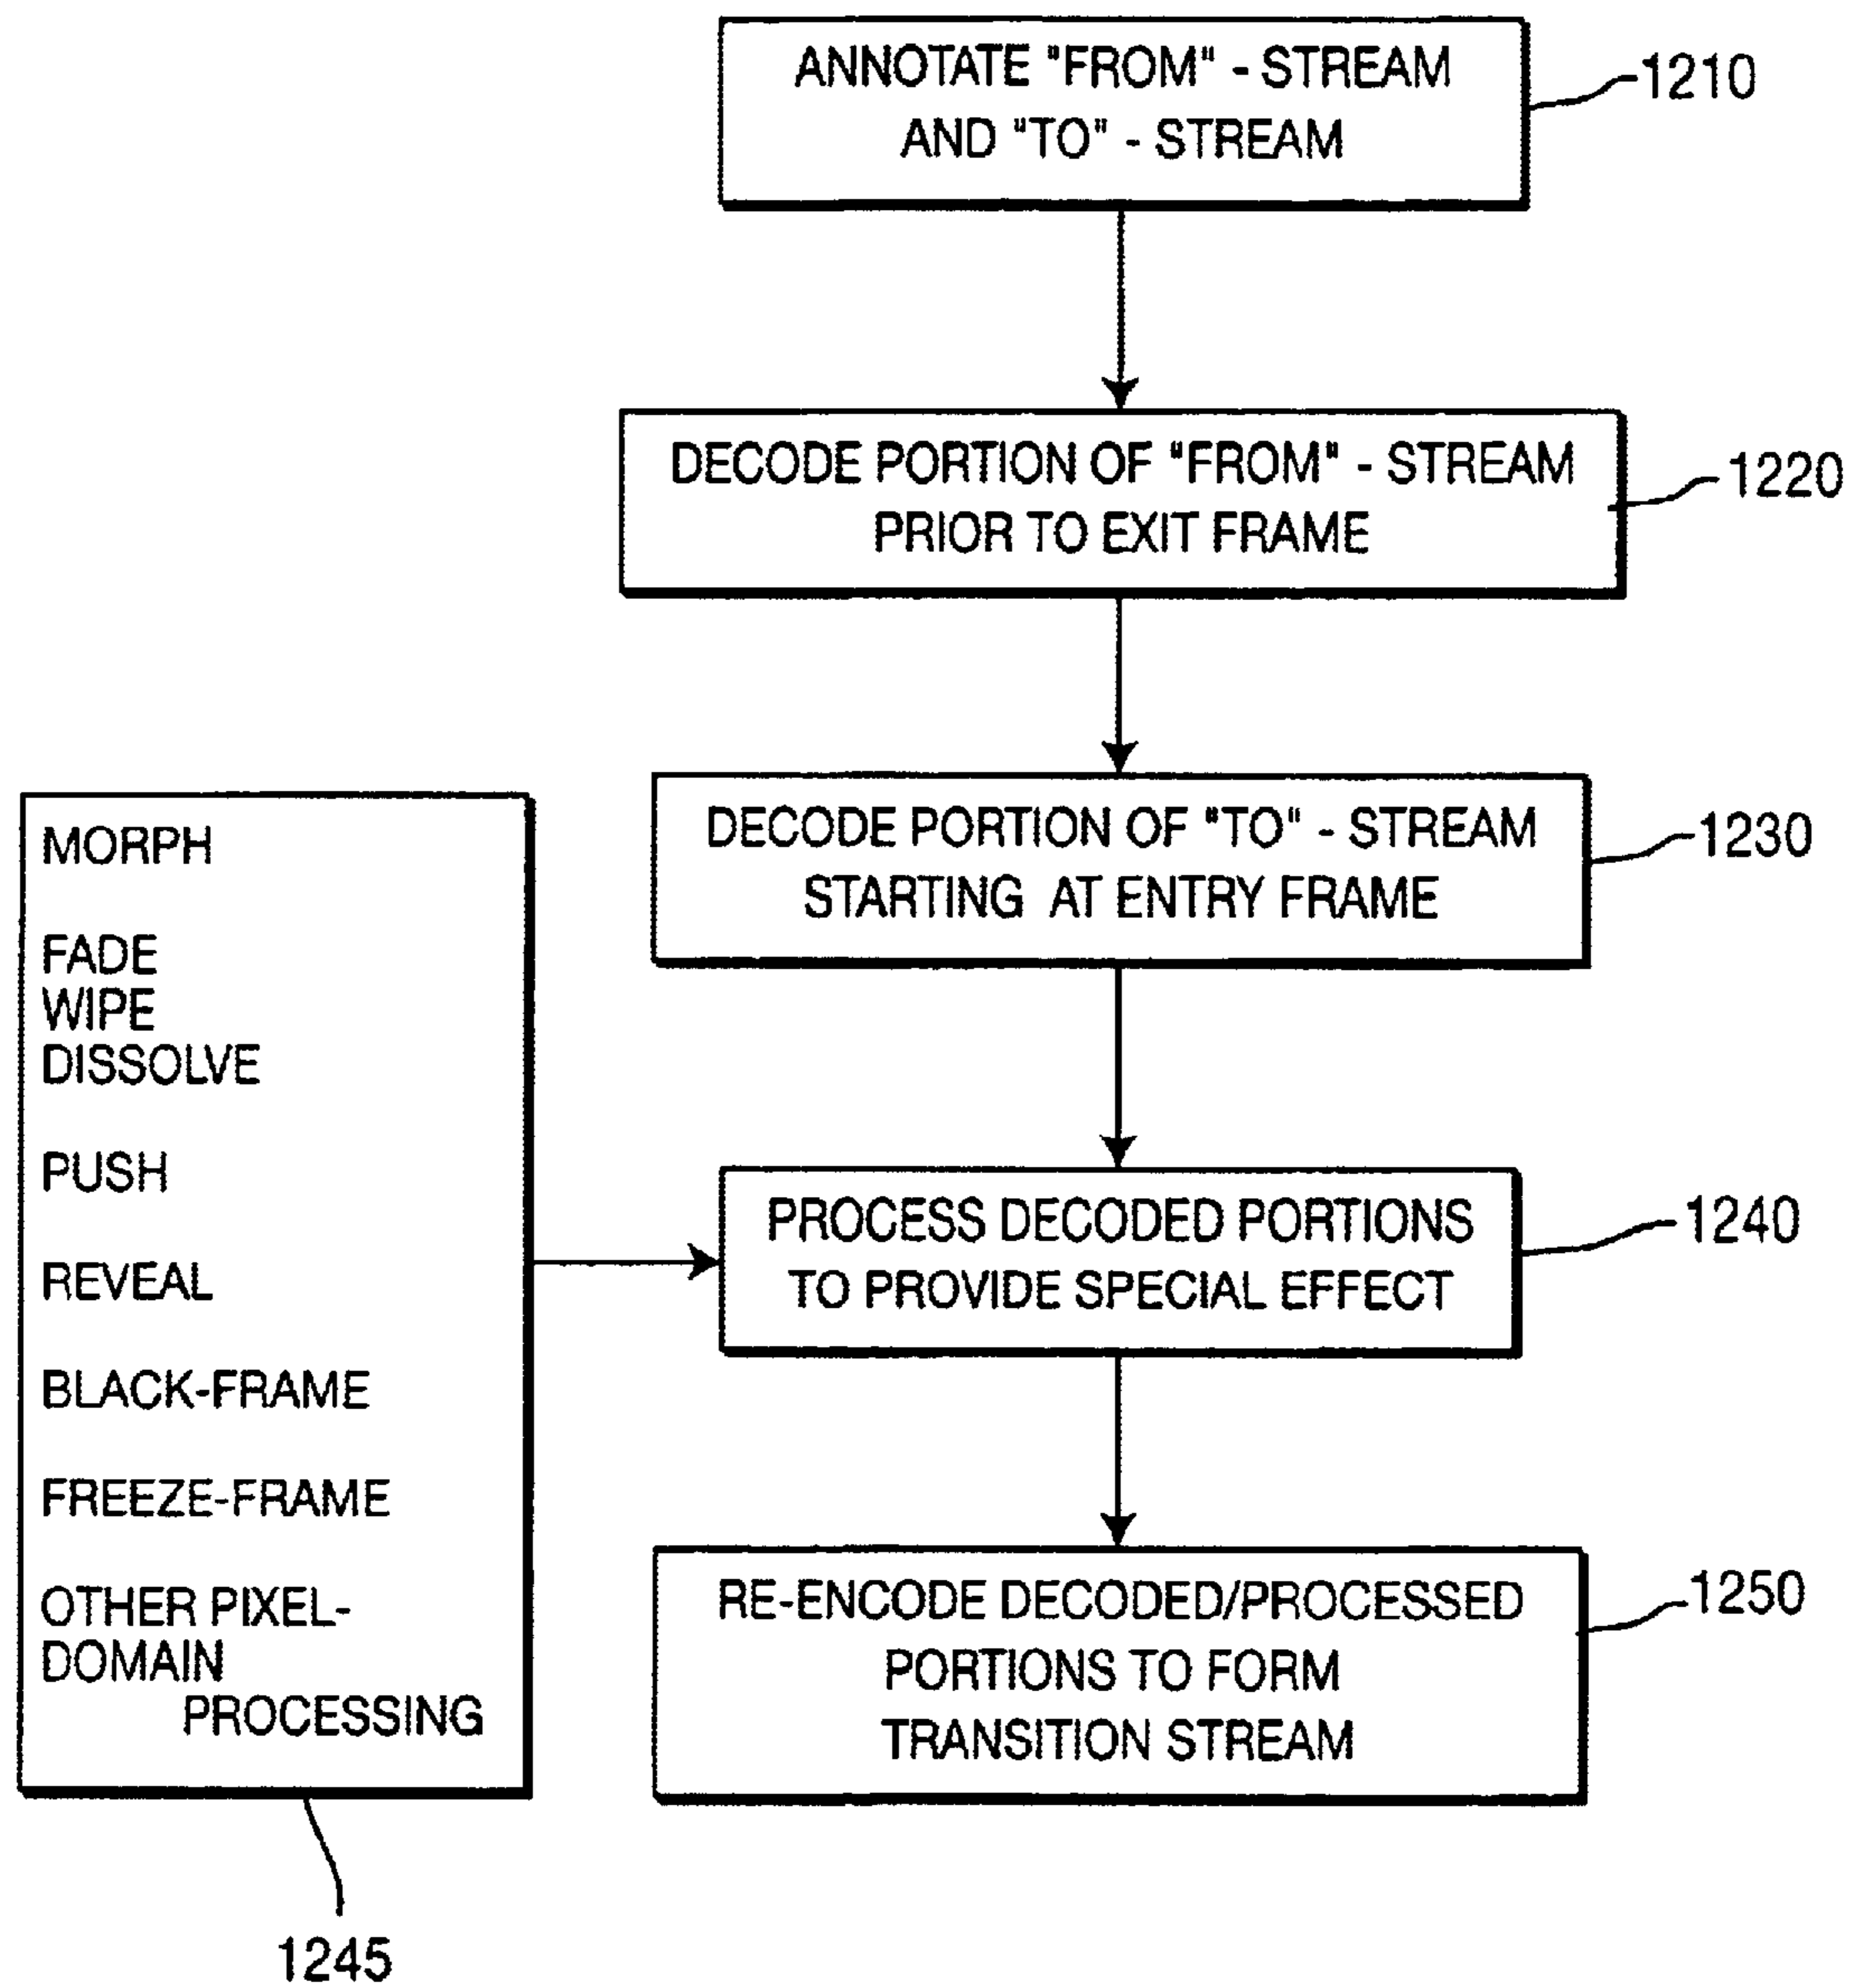 ANNOTATE "FROM" - STREAM
AND "TO" - STREAM
1210
DECODE PORTION OF "FROM" - STREAM
PRIOR TO EXIT FRAME
1220
DECODE PORTION OF "TO" - STREAM
STARTING AT ENTRY FRAME
1230
MORPH
FADE
WIPE
DISSOLVE
PUSH
REVEAL
BLACK-FRAME
FREEZE-FRAME
OTHER PIXEL-
DOMAIN
PROCESSING
1245
PROCESS DECODED PORTIONS
TO PROVIDE SPECIAL EFFECT
1240
RE-ENCODE DECODED/PROCESSED
PORTIONS TO FORM
TRANSITION STREAM
1250